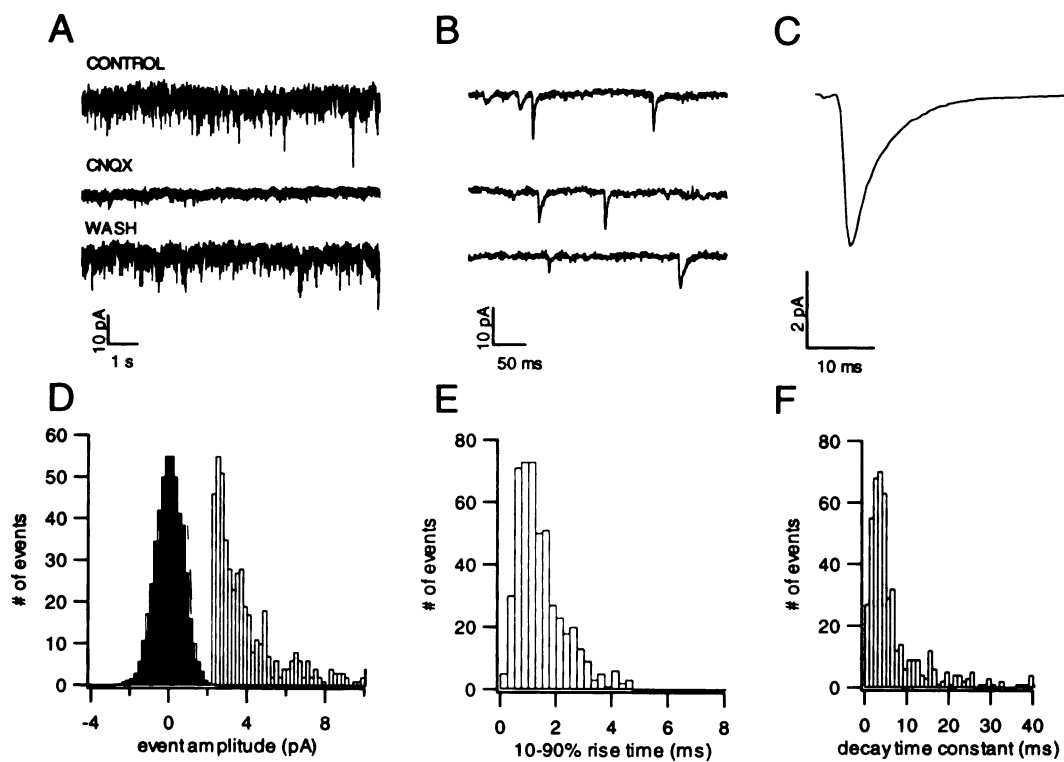 A
B
C
CONTROL
CNQX
WASH
10 pA
1 s
10 pA
50 ms
2 pA
10 ms
D
E
F
60
50
40
30
20
10
0
# of events
-4
0
4
8
event amplitude (pA)
80
60
40
20
0
# of events
0
2
4
6
8
10-90% rise time (ms)
80
60
40
20
0
# of events
0
10
20
30
40
decay time constant (ms)